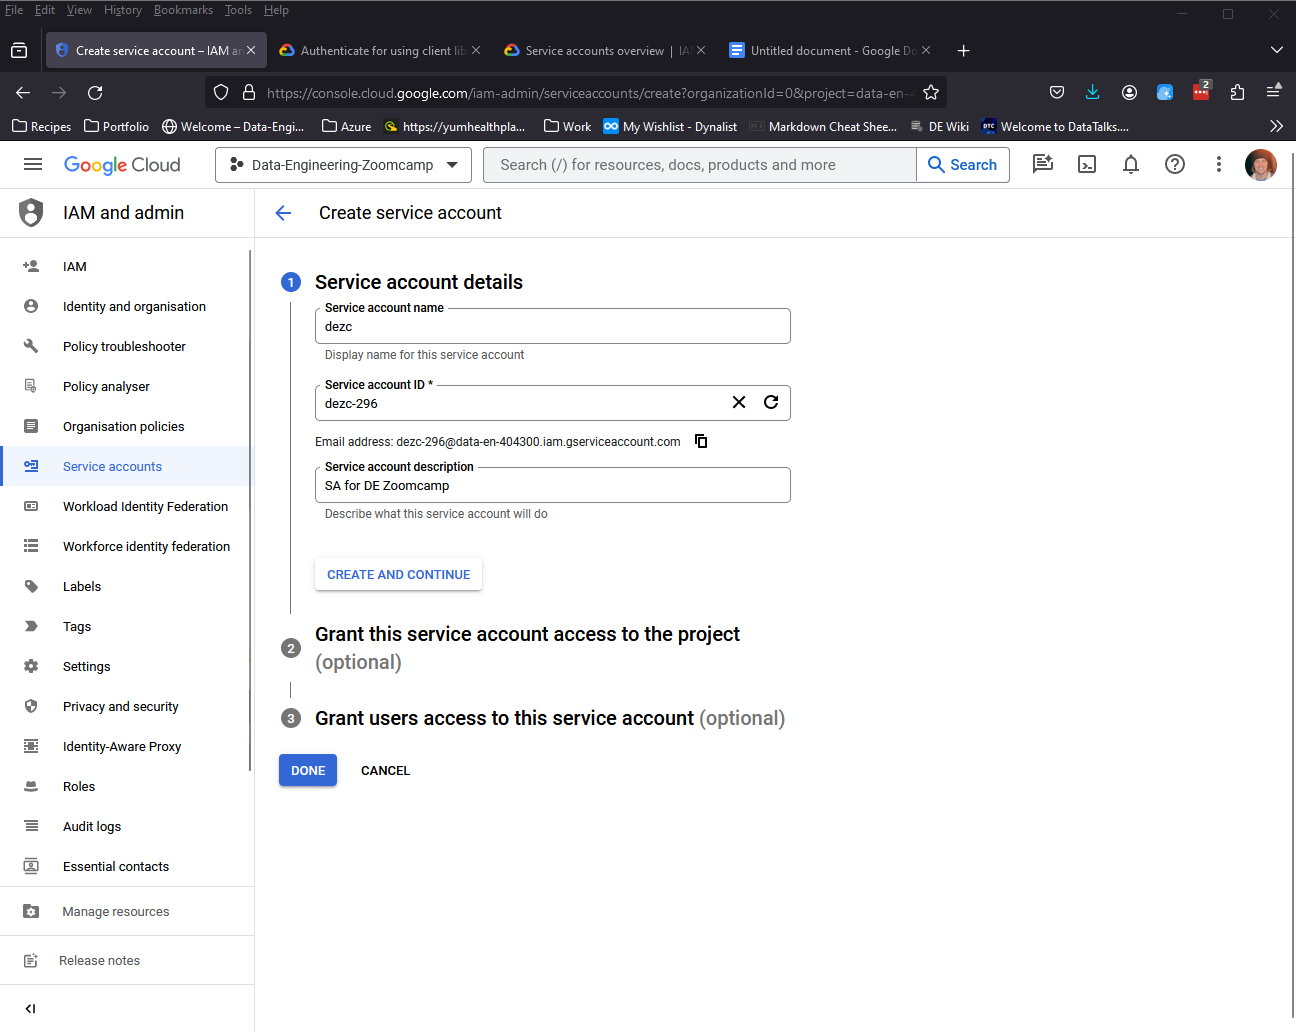 File Edit View History Bookmarks Tools Help
Create service account – IAM a
Authenticate for using client lib
Service accounts overview | IA
Untitled document - Google Do
https://console.cloud.google.com/iam-admin/serviceaccounts/create?organizationId=0&project=data-en-4
2
Recipes Portfolio Welcome – Data-Engi... Azure https://yumhealthpla... Work My Wishlist - Dynalist Markdown Cheat Shee... DE Wiki Welcome to DataTalks....
Google Cloud Data-Engineering-Zoomcamp Search (/) for resources, docs, products and more Search
IAM and admin
Create service account
IAM
Identity and organisation
Policy troubleshooter
Policy analyser
Organisation policies
Service accounts
Workload Identity Federation
Workforce identity federation
Labels
Tags
Settings
Privacy and security
Identity-Aware Proxy
Roles
Audit logs
Essential contacts
Manage resources
Release notes
1 Service account details
Service account name
dezc
Display name for this service account
Service account ID *
dezc-296
Email address: dezc-296@data-en-404300.iam.gserviceaccount.com
Service account description
SA for DE Zoomcamp
Describe what this service account will do
CREATE AND CONTINUE
2 Grant this service account access to the project
(optional)
3 Grant users access to this service account (optional)
DONE CANCEL